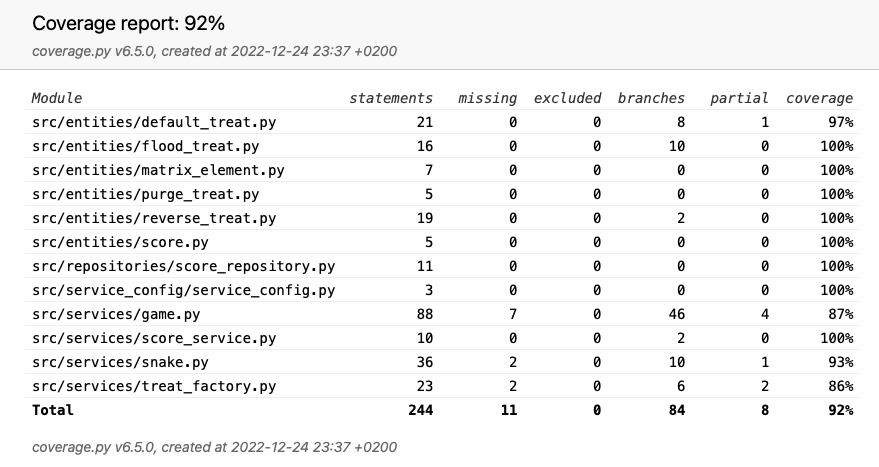 Coverage report: 92%
coverage.py v6.5.0, created at 2022-12-24 23:37 +0200
Module statements missing excluded branches partial coverage
src/entities/default_treat.py 21 0 0 8 1 97%
src/entities/flood_treat.py 16 0 0 10 0 100%
src/entities/matrix_element.py 7 0 0 0 0 100%
src/entities/purge_treat.py 5 0 0 0 0 100%
src/entities/reverse_treat.py 19 0 0 2 0 100%
src/entities/score.py 5 0 0 0 0 100%
src/repositories/score_repository.py 11 0 0 0 0 100%
src/service_config/service_config.py 3 0 0 0 0 100%
src/services/game.py 88 7 0 46 4 87%
src/services/score_service.py 10 0 0 2 0 100%
src/services/snake.py 36 2 0 10 1 93%
src/services/treat_factory.py 23 2 0 6 2 86%
Total 244 11 0 84 8 92%
coverage.py v6.5.0, created at 2022-12-24 23:37 +0200